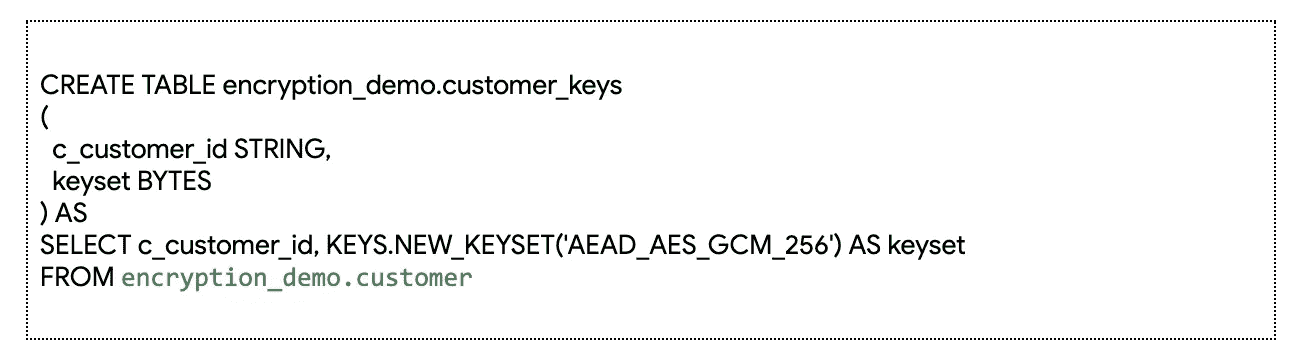 CREATE TABLE encryption_demo.customer_keys
(
c_customer_id STRING,
keyset BYTES
) AS
SELECT c_customer_id, KEYS.NEW_KEYSET('AEAD_AES_GCM_256') AS keyset
FROM encryption_demo.customer